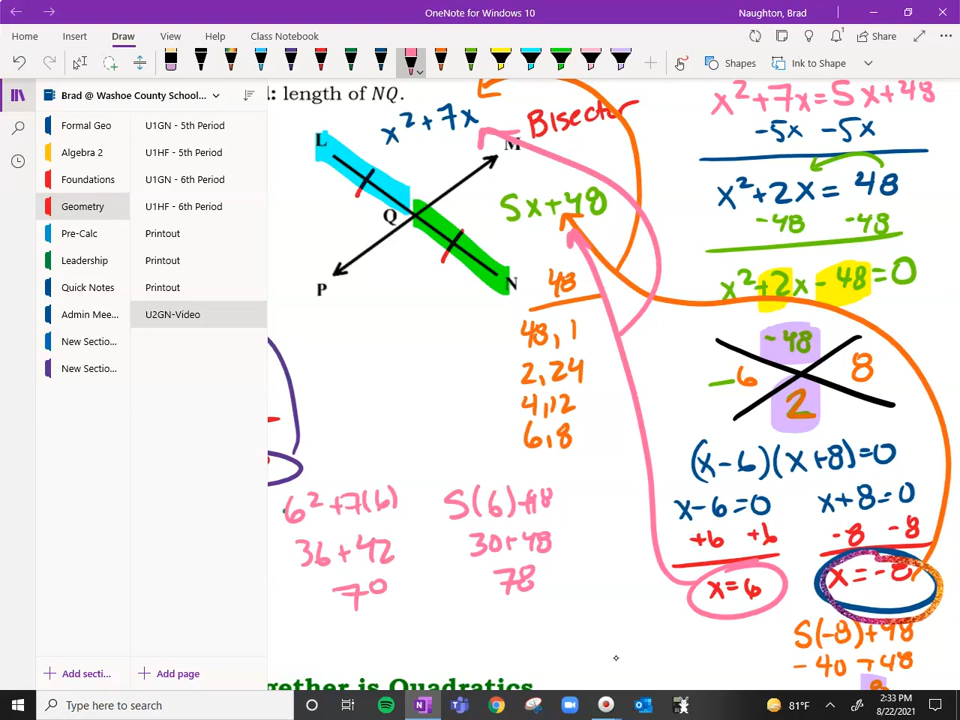 OneNote for Windows 10
Naughton, Brad
Home Insert Draw View Help Class Notebook
Share
Shapes Ink to Shape
Brad @ Washoe County School...
Formal Geo
Algebra 2
Foundations
Geometry
Pre-Calc
Leadership
Quick Notes
Admin Mee...
New Sectio...
New Sectio...
U1GN - 5th Period
U1HF - 5th Period
U1GN - 6th Period
U1HF - 6th Period
Printout
Printout
Printout
U2GN-Video
Add secti...
Add page
: length of NQ.
x² + 7x
Bisector
L
M
Q
P
N
5x+48
48
48, 1
2, 24
4, 12
6, 8
x² + 7x = 5x + 48
-5x -5x
x² + 2x = 48
-48 -48
x² + 2x - 48 = 0
-48
-6 8
2
(x-6)(x+8)=0
x-6=0
+6 +6
x=6
x+8=0
-8 -8
x=-8
5(-8)+48
-40+48
8
6²+7(6)
36+42
78
5(6)+48
30+48
78
gether is Quadratics
Type here to search
81°F
2:33 PM
8/22/2021